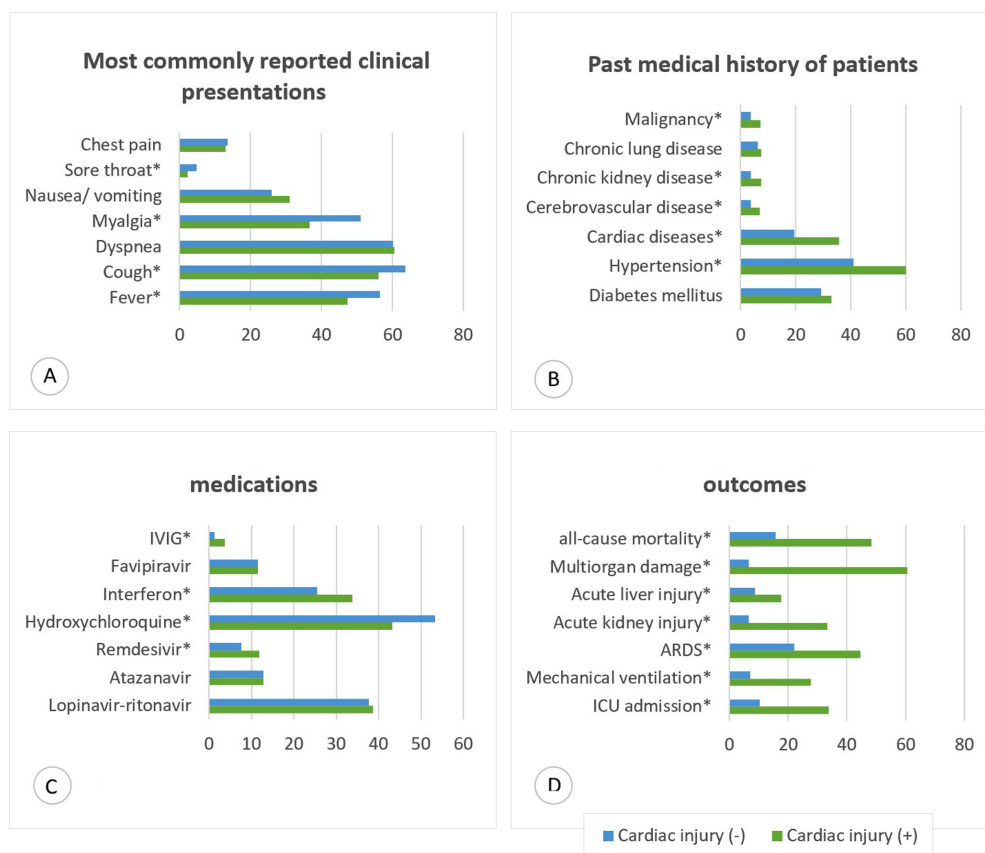 Most commonly reported clinical
presentations
Chest pain
Sore throat*
Nausea/ vomiting
Myalgia*
Dyspnea
Cough*
Fever*
0 20 40 60 80
A
Past medical history of patients
Malignancy*
Chronic lung disease
Chronic kidney disease*
Cerebrovascular disease*
Cardiac diseases*
Hypertension*
Diabetes mellitus
0 20 40 60 80
B
medications
IVIG*
Favipiravir
Interferon*
Hydroxychloroquine*
Remdesivir*
Atazanavir
Lopinavir-ritonavir
0 10 20 30 40 50 60
C
outcomes
all-cause mortality*
Multiorgan damage*
Acute liver injury*
Acute kidney injury*
ARDS*
Mechanical ventilation*
ICU admission*
0 20 40 60 80
D
Cardiac injury (-) Cardiac injury (+)